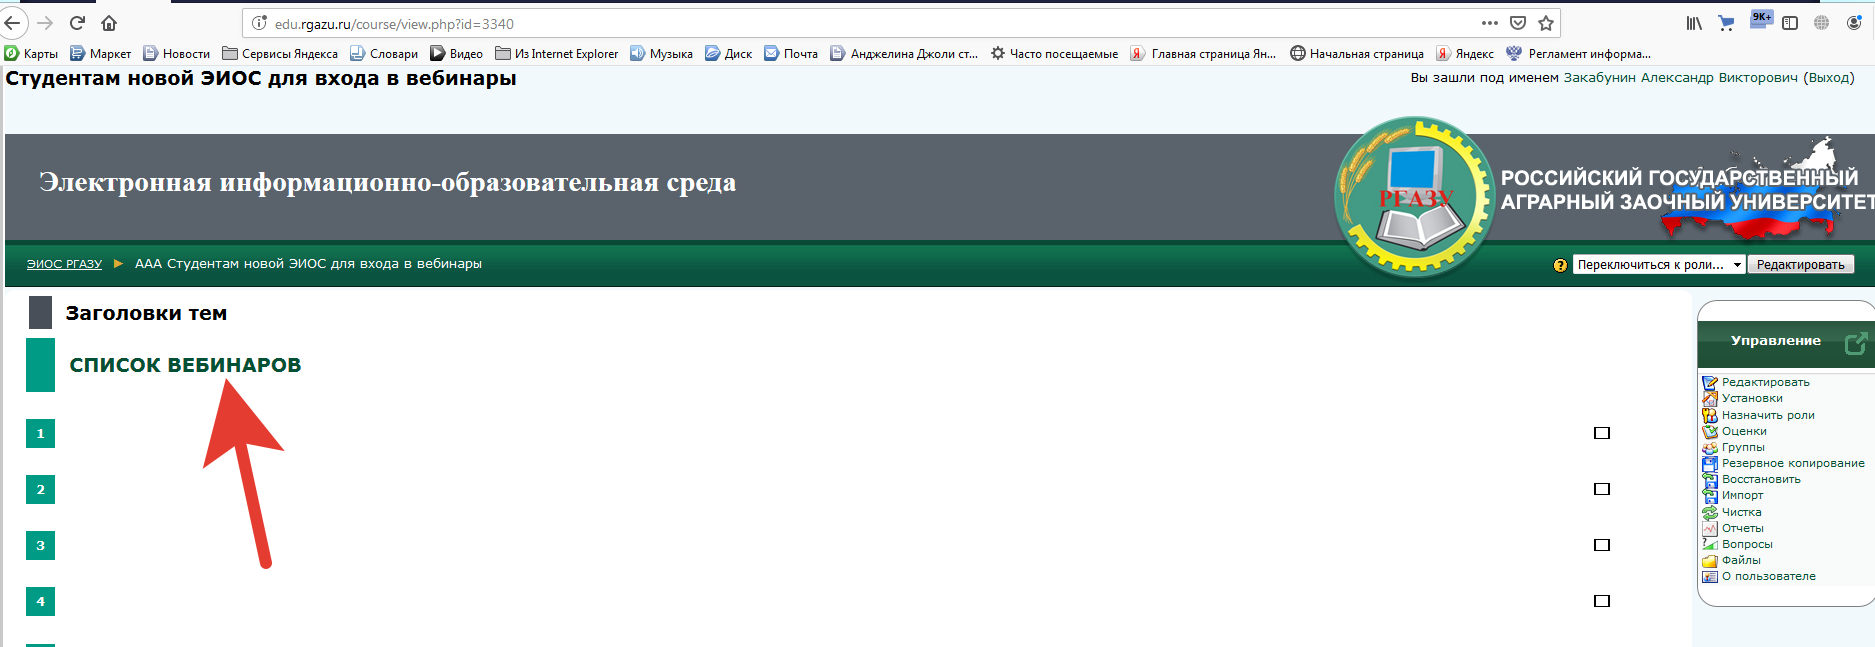 edu.rgazu.ru/course/view.php?id=3340
9K+
Карты Маркет Новости Сервисы Яндекса Словари Видео Из Internet Explorer Музыка Диск Почта Анджелина Джоли ст... Часто посещаемые Главная страница Ян... Начальная страница Яндекс Регламент информа...
Студентам новой ЭИОС для входа в вебинары
Вы зашли под именем Закабунин Александр Викторович (Выход)
Электронная информационно-образовательная среда
РГАЗУ
РОССИЙСКИЙ ГОСУДАРСТВЕННЫЙ
АГРАРНЫЙ ЗАОЧНЫЙ УНИВЕРСИТЕТ
ЭИОС РГАЗУ ► ААА Студентам новой ЭИОС для входа в вебинары
Переключиться к роли... Редактировать
Заголовки тем
СПИСОК ВЕБИНАРОВ
1
2
3
4
Управление
Редактировать
Установки
Назначить роли
Оценки
Группы
Резервное копирование
Восстановить
Импорт
Чистка
Отчеты
Вопросы
Файлы
О пользователе